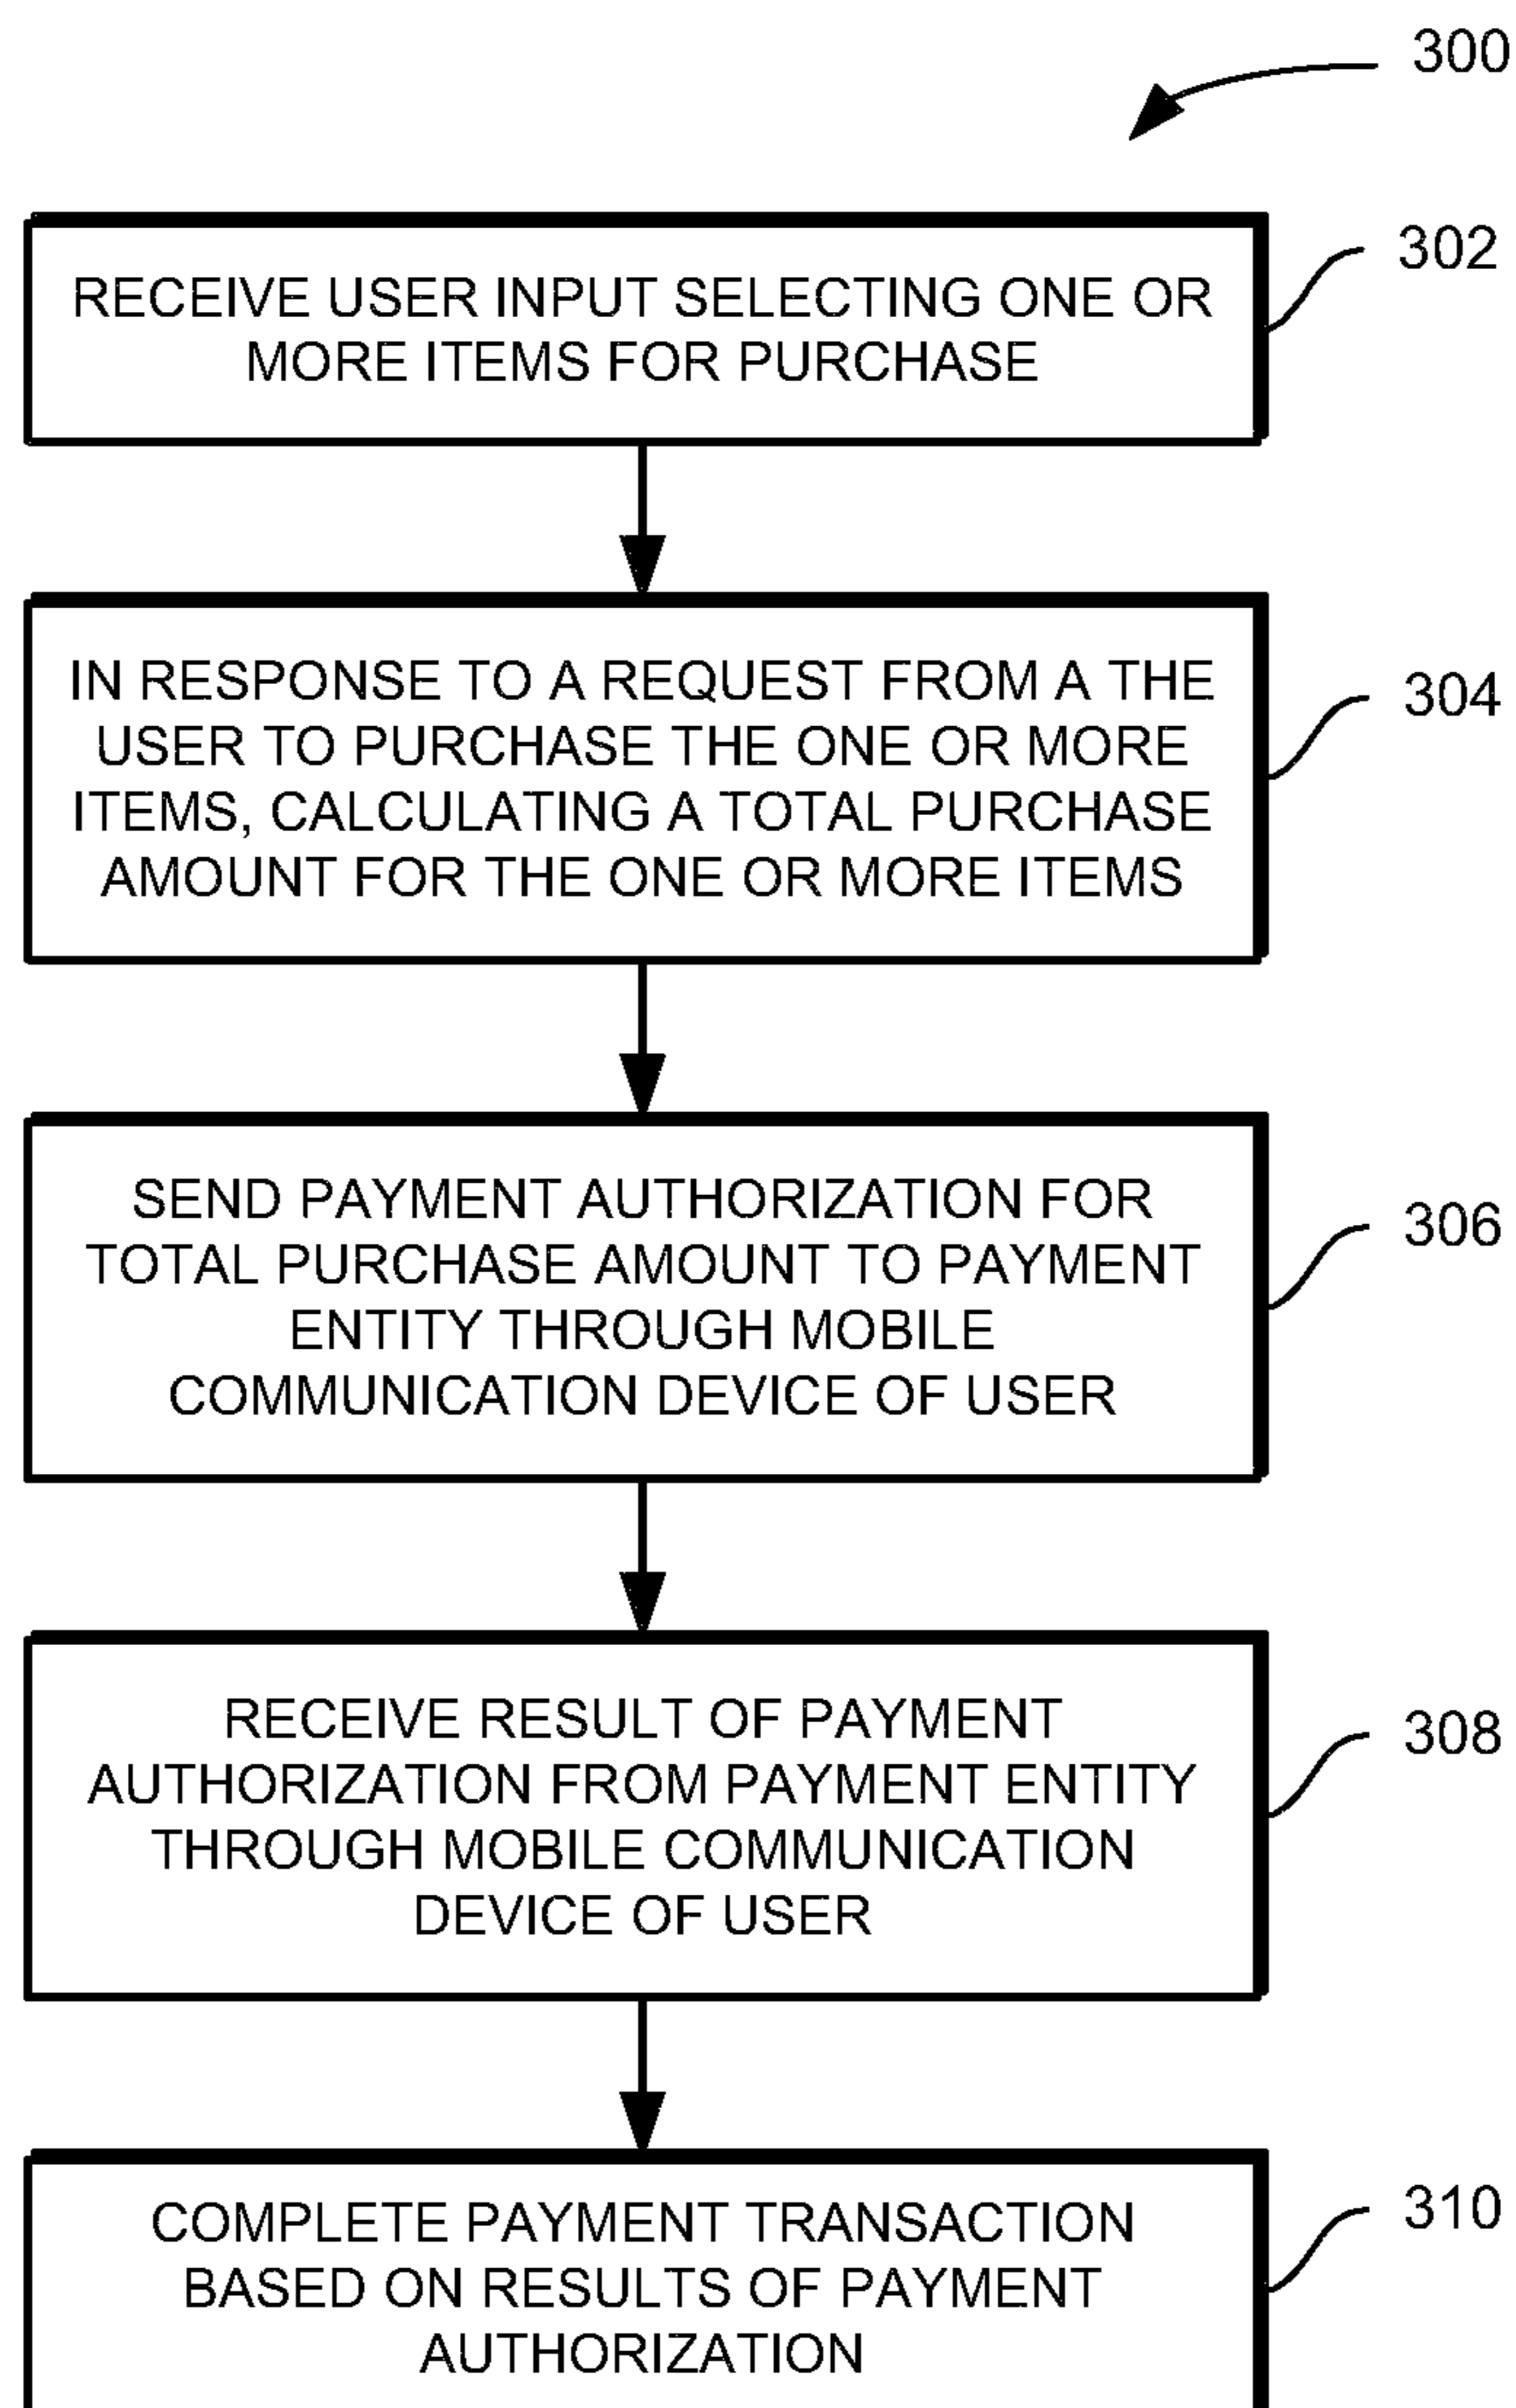 300
302
RECEIVE USER INPUT SELECTING ONE OR
MORE ITEMS FOR PURCHASE
304
IN RESPONSE TO A REQUEST FROM A THE
USER TO PURCHASE THE ONE OR MORE
ITEMS, CALCULATING A TOTAL PURCHASE
AMOUNT FOR THE ONE OR MORE ITEMS
306
SEND PAYMENT AUTHORIZATION FOR
TOTAL PURCHASE AMOUNT TO PAYMENT
ENTITY THROUGH MOBILE
COMMUNICATION DEVICE OF USER
308
RECEIVE RESULT OF PAYMENT
AUTHORIZATION FROM PAYMENT ENTITY
THROUGH MOBILE COMMUNICATION
DEVICE OF USER
310
COMPLETE PAYMENT TRANSACTION
BASED ON RESULTS OF PAYMENT
AUTHORIZATION